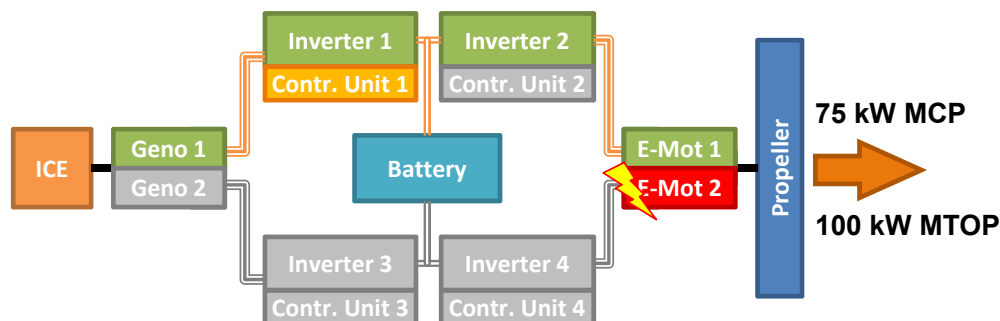 Inverter 1
Contr. Unit 1
Inverter 2
Contr. Unit 2
ICE
Geno 1
Geno 2
Battery
E-Mot 1
E-Mot 2
Propeller
75 kW MCP
100 kW MTOP
Inverter 3
Contr. Unit 3
Inverter 4
Contr. Unit 4